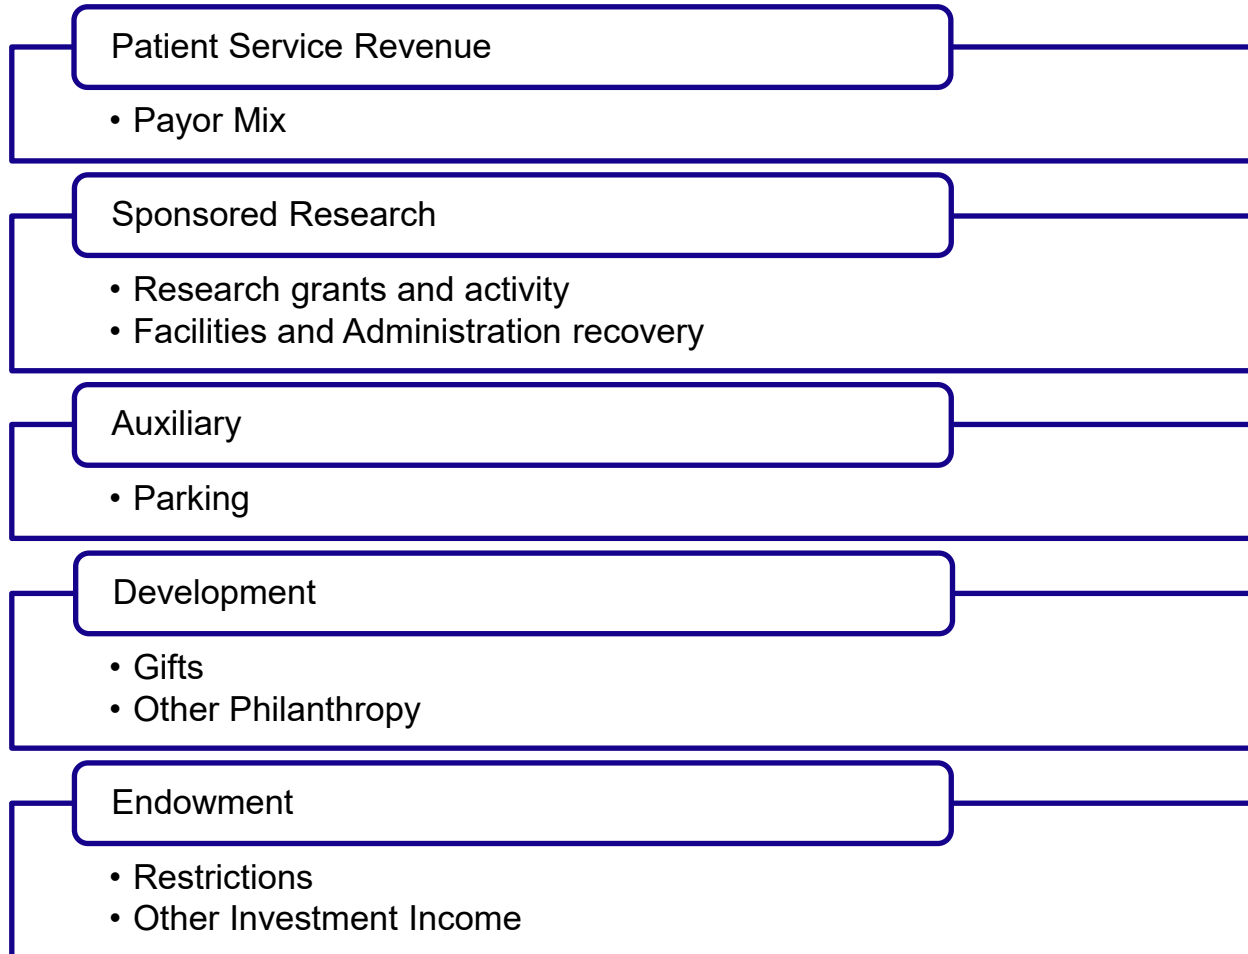 Patient Service Revenue
• Payor Mix
Sponsored Research
• Research grants and activity
• Facilities and Administration recovery
Auxiliary
• Parking
Development
• Gifts
• Other Philanthropy
Endowment
• Restrictions
• Other Investment Income